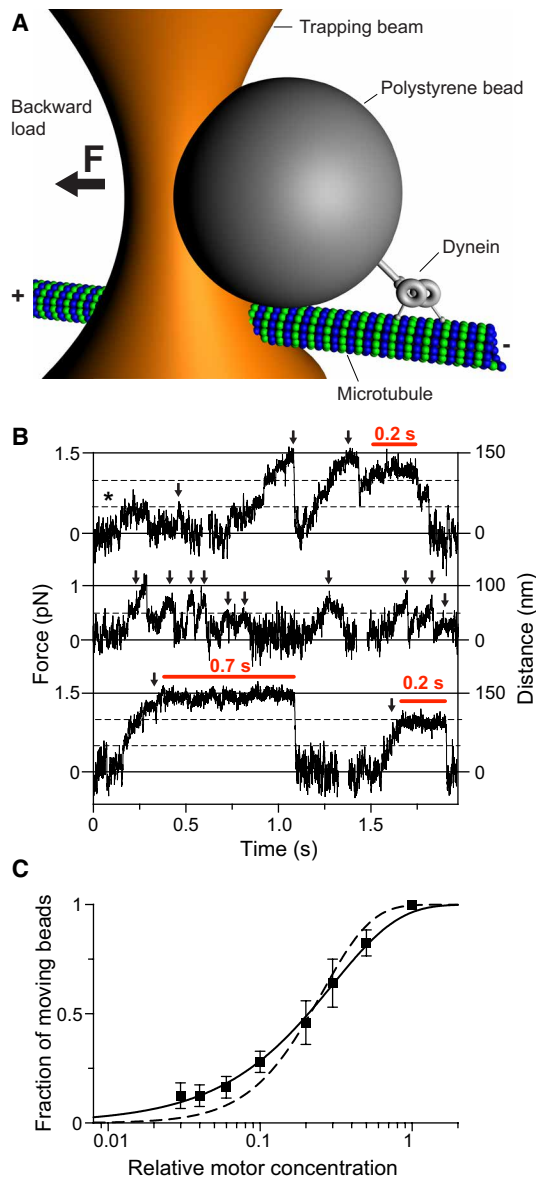 A
Trapping beam
Polystyrene bead
Backward
load
F
Dynein
+
-
Microtubule
B
0.2 s
1.5
150
*
0
0
1
100
0
0
0.7 s
0.2 s
1.5
150
0
0
Force (pN)
Distance (nm)
0
0.5
1.0
1.5
Time (s)
C
1
0.5
0
Fraction of moving beads
0.01
0.1
1
Relative motor concentration